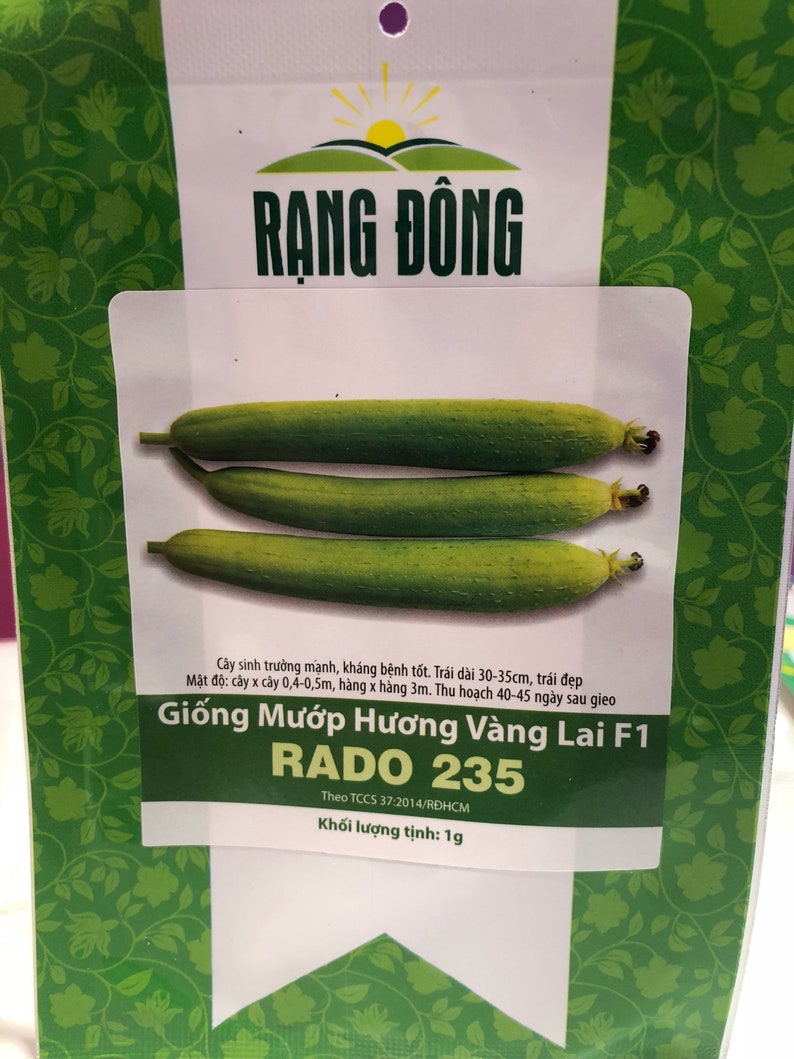 RẠNG ĐÔNG
Cây sinh trưởng mạnh, kháng bệnh tốt. Trái dài 30-35cm, trái đẹp
Mật độ: cây x cây 0,4-0,5m, hàng x hàng 3m. Thu hoạch 40-45 ngày sau gieo
Giống Mướp Hương Vàng Lai F1
RADO 235
Theo TCCS 37:2014/RĐHCM
Khối lượng tịnh: 1g